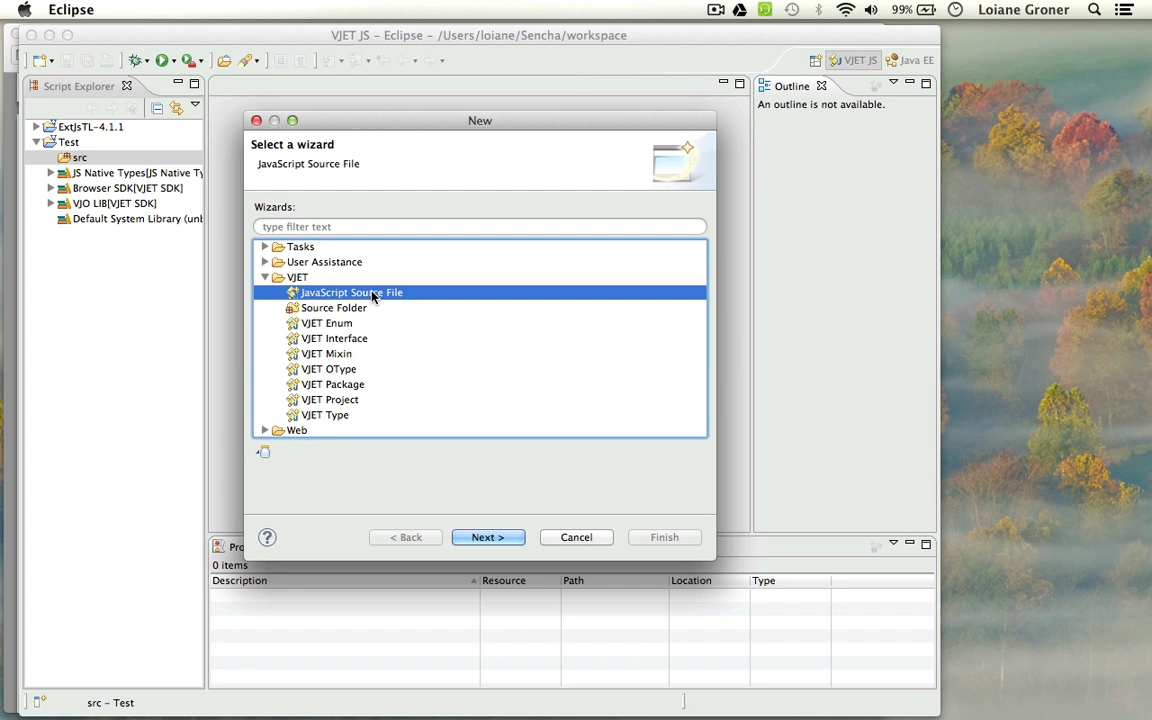 Eclipse
99%
Loiane Groner
VJET JS - Eclipse - /Users/loiane/Sencha/workspace
VJET JS
Java EE
Script Explorer
Outline
An outline is not available.
ExtJsTL-4.1.1
Test
src
JS Native Types[JS Native Ty
Browser SDK[VJET SDK]
VJO LIB[VJET SDK]
Default System Library (unt
New
Select a wizard
JavaScript Source File
Wizards:
type filter text
Tasks
User Assistance
VJET
JavaScript Source File
Source Folder
VJET Enum
VJET Interface
VJET Mixin
VJET OType
VJET Package
VJET Project
VJET Type
Web
?
< Back
Next >
Cancel
Finish
Pro
0 items
Description
Resource
Path
Location
Type
src - Test